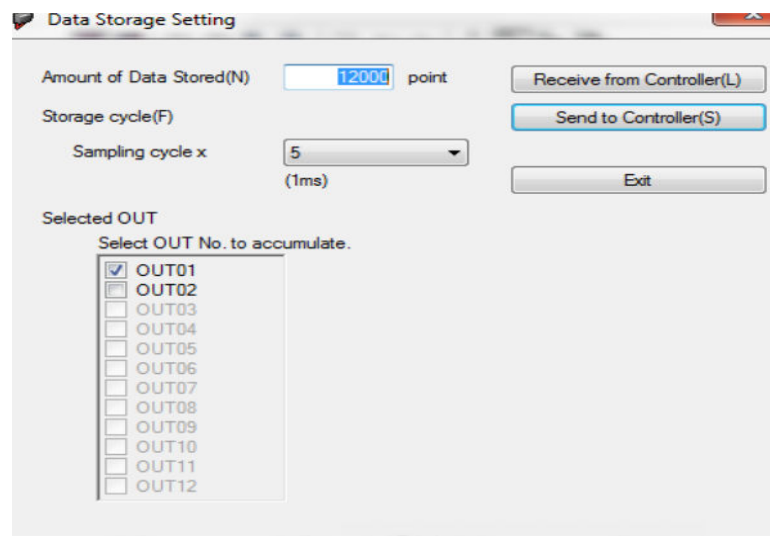 Data Storage Setting
Amount of Data Stored(N) 12000 point Receive from Controller(L)
Storage cycle(F) Send to Controller(S)
Sampling cycle x 5
(1ms) Exit
Selected OUT
Select OUT No. to accumulate.
OUT01
OUT02
OUT03
OUT04
OUT05
OUT06
OUT07
OUT08
OUT09
OUT10
OUT11
OUT12